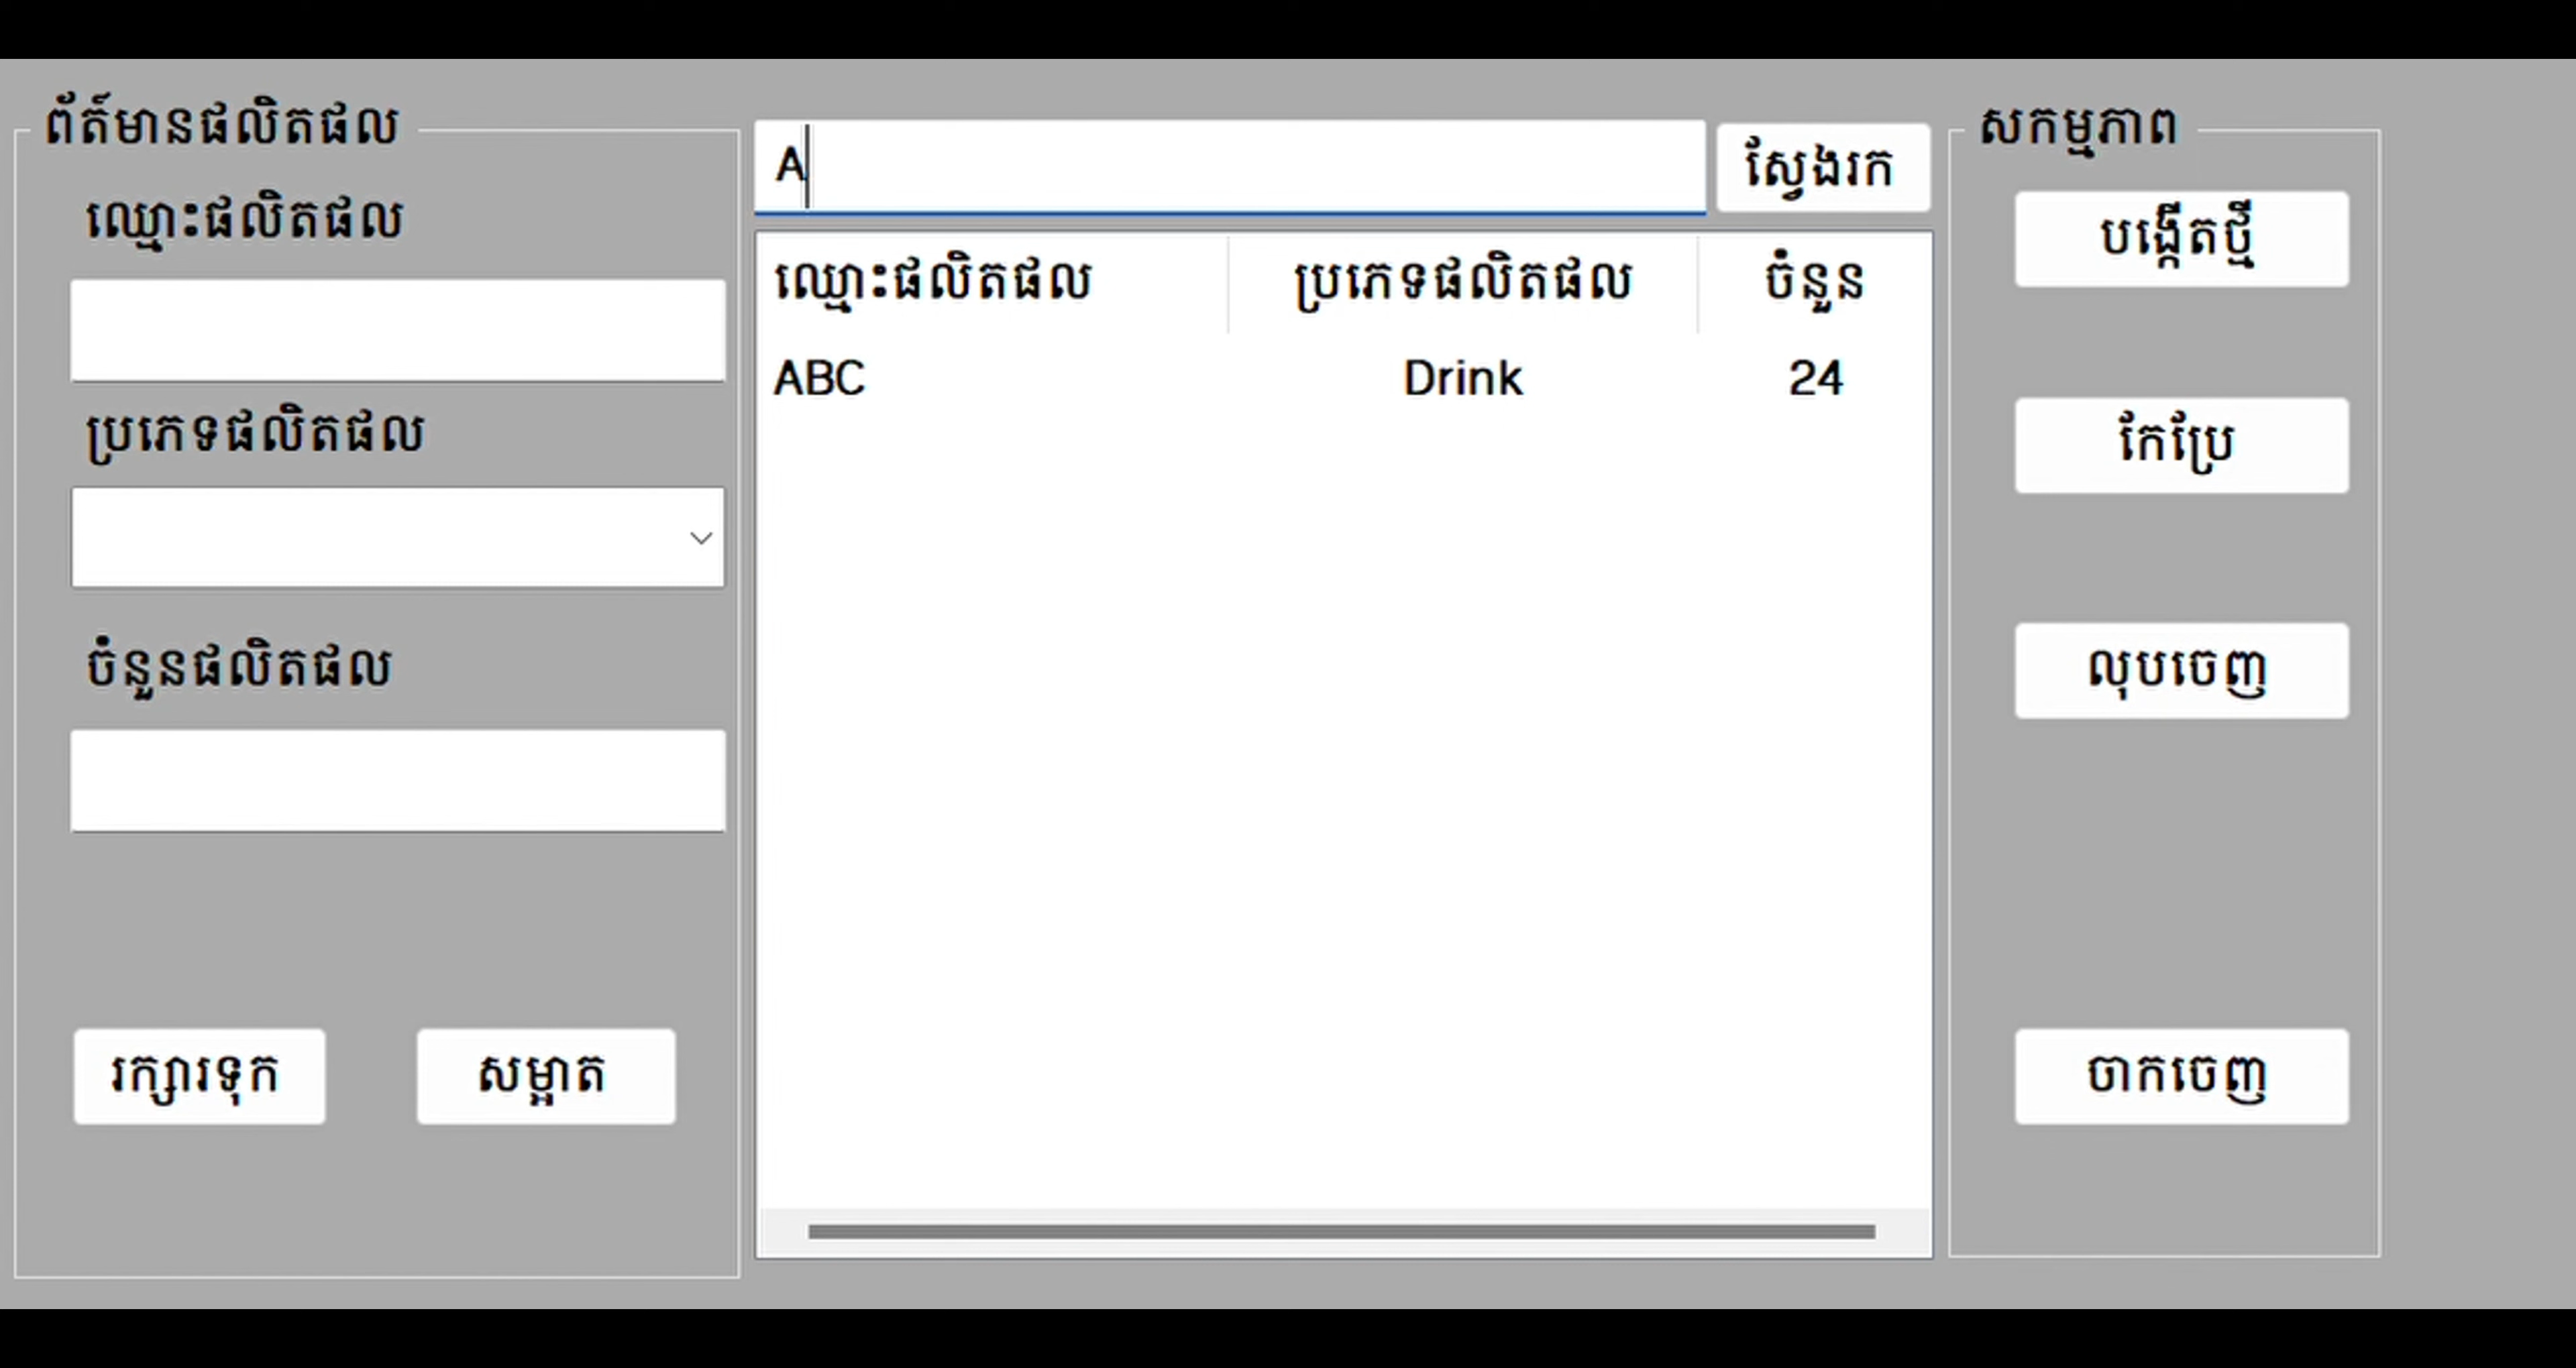 ព័ត៍មានផលិតផល
ឈ្មោះផលិតផល
ប្រភេទផលិតផល
ចំនួនផលិតផល
រក្សារទុក
សម្អាត
A
ស្វែងរក
ឈ្មោះផលិតផល ប្រភេទផលិតផល ចំនួន
ABC Drink 24
សកម្មភាព
បង្កើតថ្មី
កែប្រែ
លុបចេញ
ចាកចេញ